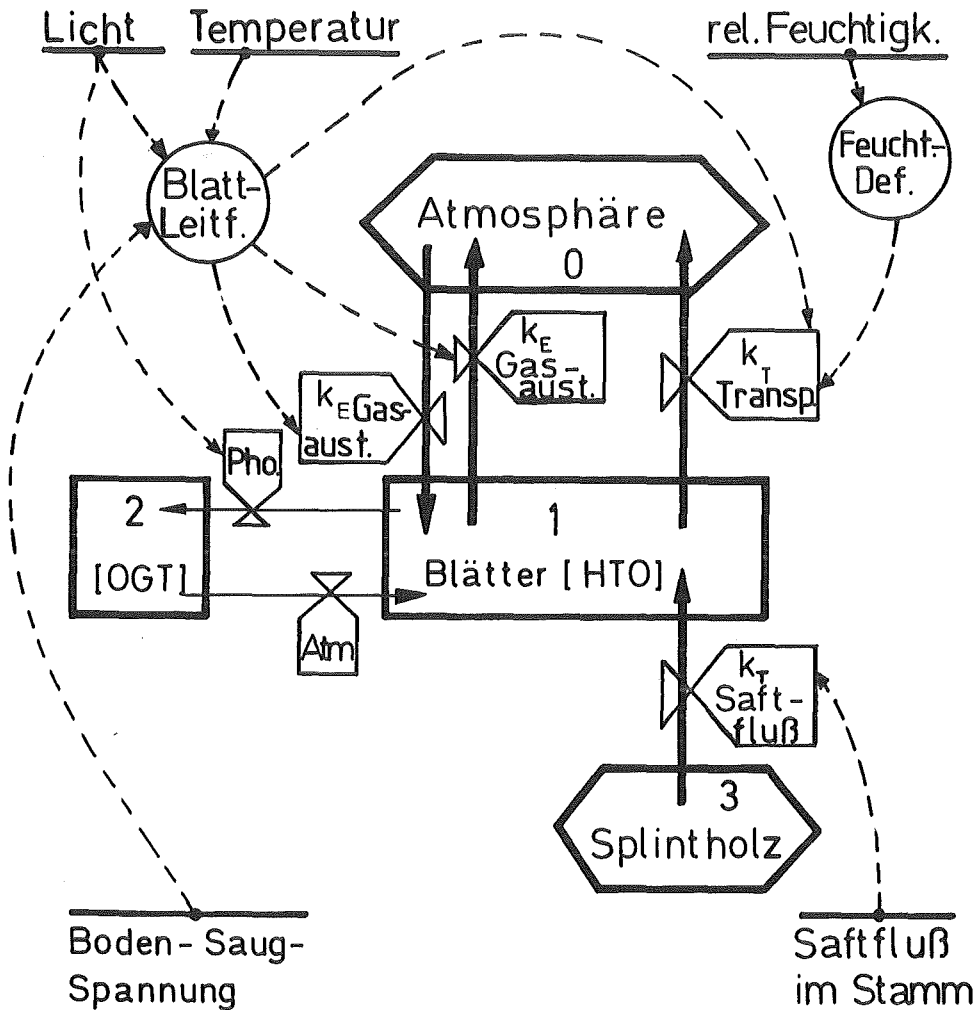 Licht
Temperatur
rel. Feuchtigk.
Blatt-
Leitf.
Feucht.-
Def.
Atmosphäre
0
k_E
Gas-
aust.
k_T
Transp.
k_E Gas-
aust.
Pho.
2
[OGT]
1
Blätter [HTO]
Atm
k_T
Saft-
fluß
3
Splintholz
Boden-Saug-
Spannung
Saftfluß
im Stamm